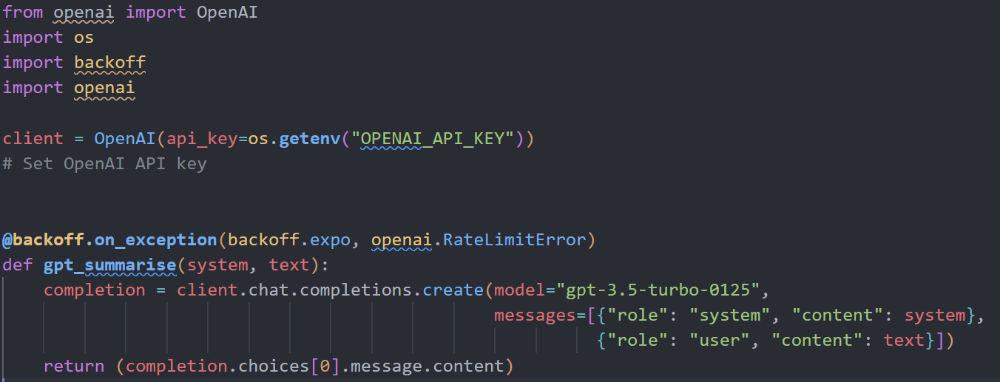 from openai import OpenAI
import os
import backoff
import openai
client = OpenAI(api_key=os.getenv("OPENAI_API_KEY"))
# Set OpenAI API key
@backoff.on_exception(backoff.expo, openai.RateLimitError)
def gpt_summarise(system, text):
    completion = client.chat.completions.create(model="gpt-3.5-turbo-0125",
                                                messages=[{"role": "system", "content": system},
                                                          {"role": "user", "content": text}])
    return (completion.choices[0].message.content)